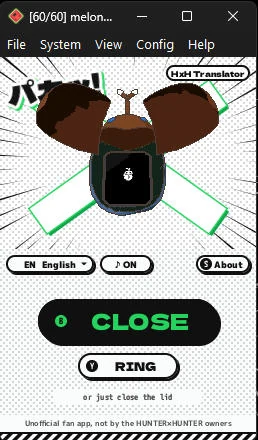 [60/60] melon...
File System View Config Help
パカッ!
HxH Translator
EN English
♪ ON
S About
B CLOSE
Y RING
or just close the lid
Unofficial fan app, not by the HUNTER×HUNTER owners